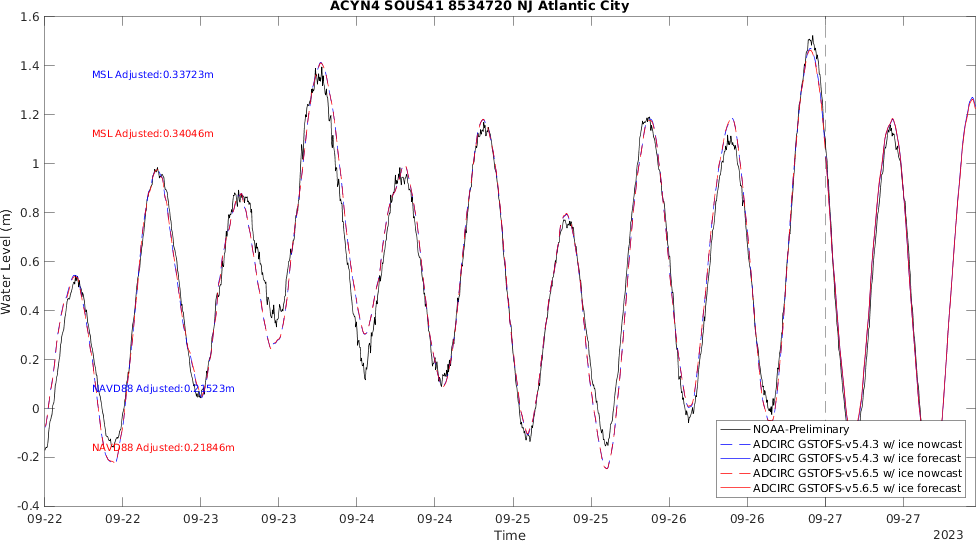 ACYN4 SOUS41 8534720 NJ Atlantic City
1.6
1.4
1.2
1
0.8
0.6
0.4
0.2
0
-0.2
-0.4
Water Level (m)
MSL Adjusted:0.33723m
MSL Adjusted:0.34046m
NAVD88 Adjusted:0.21523m
NAVD88 Adjusted:0.21846m
NOAA-Preliminary
ADCIRC GSTOFS-v5.4.3 w/ ice nowcast
ADCIRC GSTOFS-v5.4.3 w/ ice forecast
ADCIRC GSTOFS-v5.6.5 w/ ice nowcast
ADCIRC GSTOFS-v5.6.5 w/ ice forecast
09-22 09-22 09-23 09-23 09-24 09-24 09-25 09-25 09-26 09-26 09-27 09-27
Time
2023